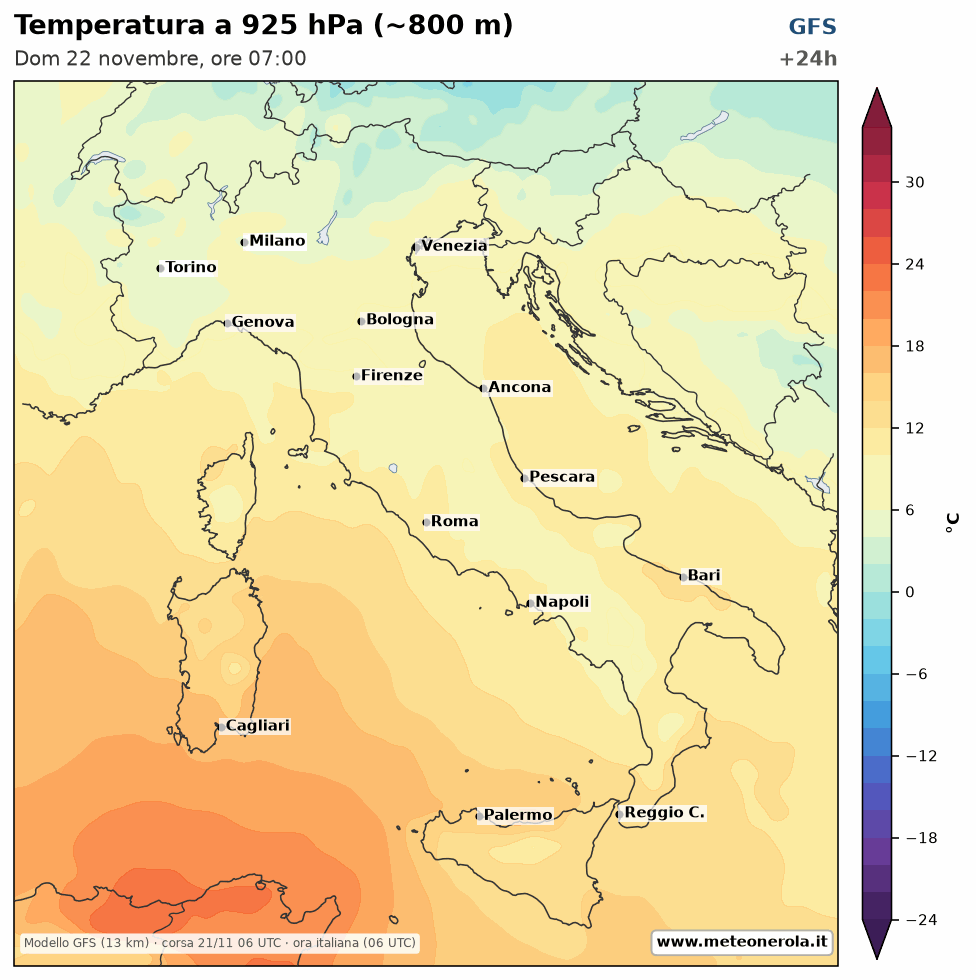 Temperatura a 925 hPa (~800 m)
GFS
Dom 22 novembre, ore 07:00
+24h
Milano
Venezia
Torino
Genova
Bologna
Firenze
Ancona
Pescara
Roma
Bari
Napoli
Cagliari
Palermo
Reggio C.
30
24
18
12
6
0
−6
−12
−18
−24
°C
Modello GFS (13 km) · corsa 21/11 06 UTC · ora italiana (06 UTC)
www.meteonerola.it